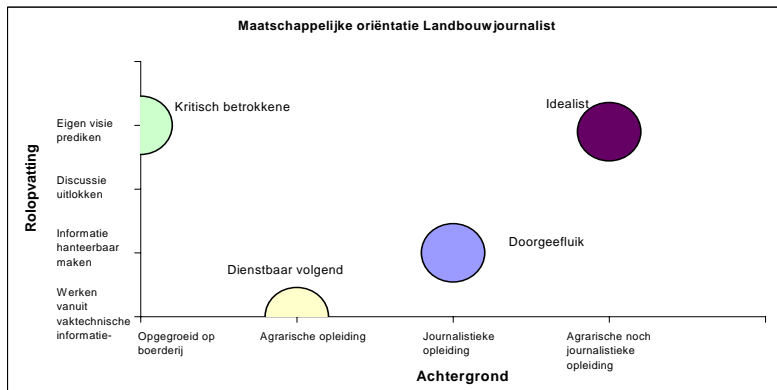 Maatschappelijke oriëntatie Landbouwjournalist
Rolopvatting
Eigen visie
prediken
Discussie
uitlokken
Informatie
hanteerbaar
maken
Werken
vanuit
vaktechnische
informatie-
Kritisch betrokkene
Idealist
Doorgeefluik
Dienstbaar volgend
Opgegroeid op
boerderij
Agrarische opleiding
Journalistieke
opleiding
Agrarische noch
journalistieke
opleiding
Achtergrond